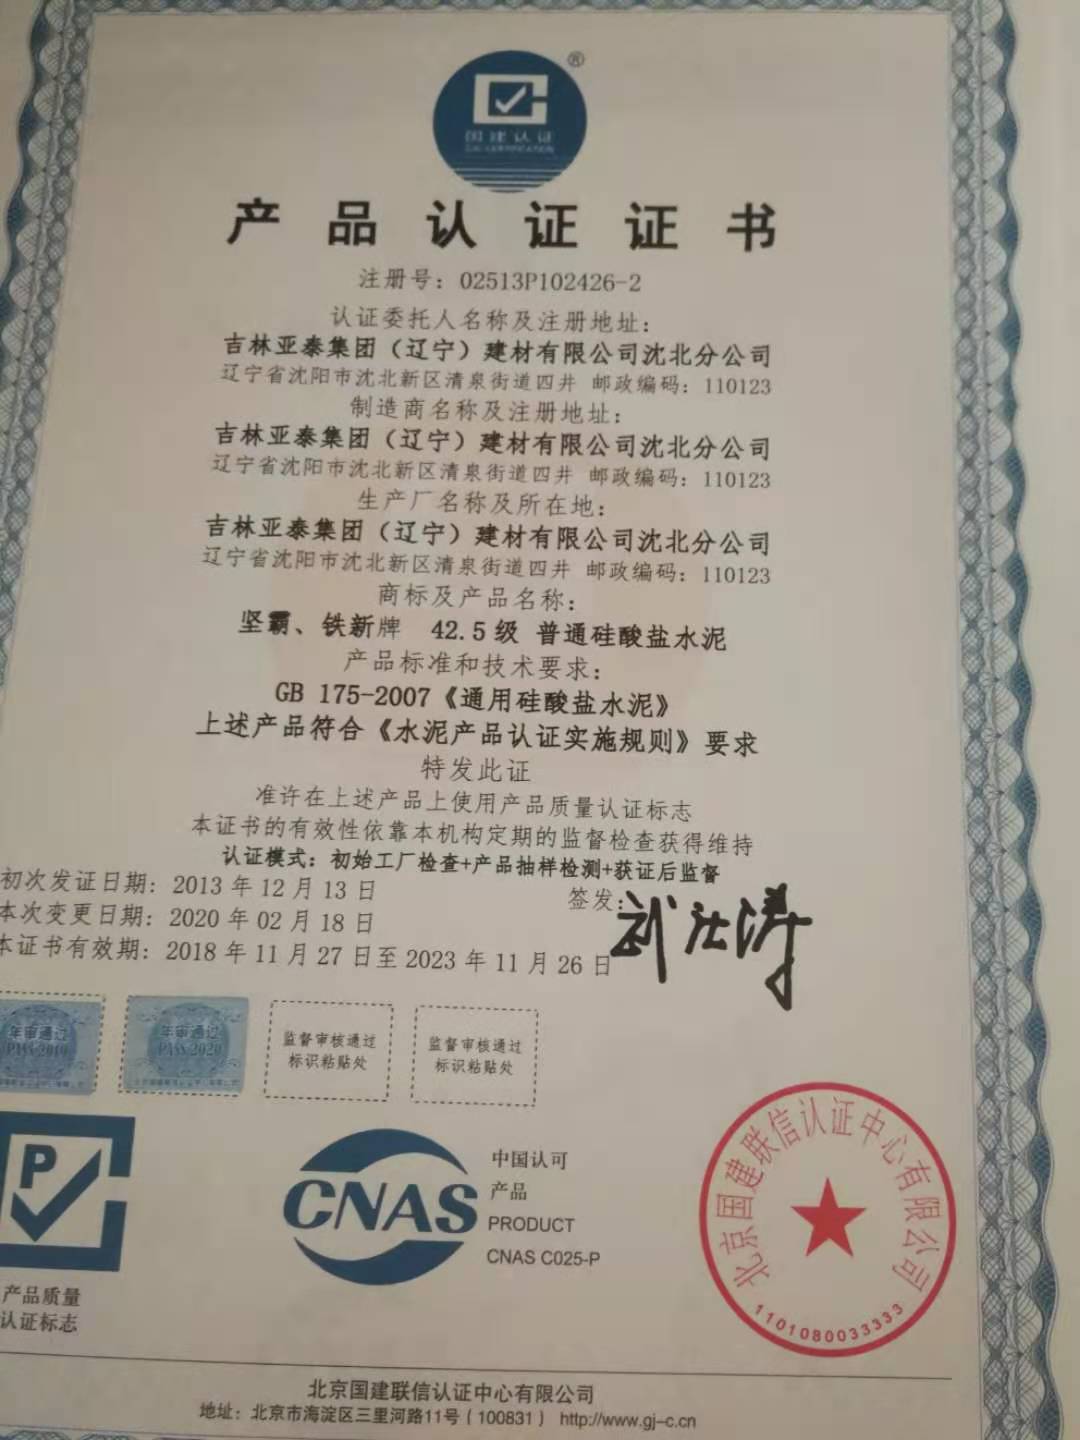 ®
国建认证
产品认证证书
注册号：02513P102426-2
认证委托人名称及注册地址：
吉林亚泰集团（辽宁）建材有限公司沈北分公司
辽宁省沈阳市沈北新区清泉街道四井 邮政编码：110123
制造商名称及注册地址：
吉林亚泰集团（辽宁）建材有限公司沈北分公司
辽宁省沈阳市沈北新区清泉街道四井 邮政编码：110123
生产厂名称及所在地：
吉林亚泰集团（辽宁）建材有限公司沈北分公司
辽宁省沈阳市沈北新区清泉街道四井 邮政编码：110123
商标及产品名称：
坚霸、铁新牌 42.5级 普通硅酸盐水泥
产品标准和技术要求：
GB 175-2007《通用硅酸盐水泥》
上述产品符合《水泥产品认证实施规则》要求
特发此证
准许在上述产品上使用产品质量认证标志
本证书的有效性依靠本机构定期的监督检查获得维持
认证模式：初始工厂检查+产品抽样检测+获证后监督
初次发证日期：2013 年 12 月 13 日
签发：
本次变更日期：2020 年 02 月 18 日
本证书有效期：2018 年 11 月 27 日至 2023 年 11 月 26 日
年审通过
PASS 2019
年审通过
PASS 2020
监督审核通过
标识粘贴处
监督审核通过
标识粘贴处
P
产品质量
认证标志
CNAS
中国认可
产品
PRODUCT
CNAS C025-P
北京国建联信认证中心有限公司
1101080033333
北京国建联信认证中心有限公司
地址：北京市海淀区三里河路11号（100831） http://www.gj-c.cn